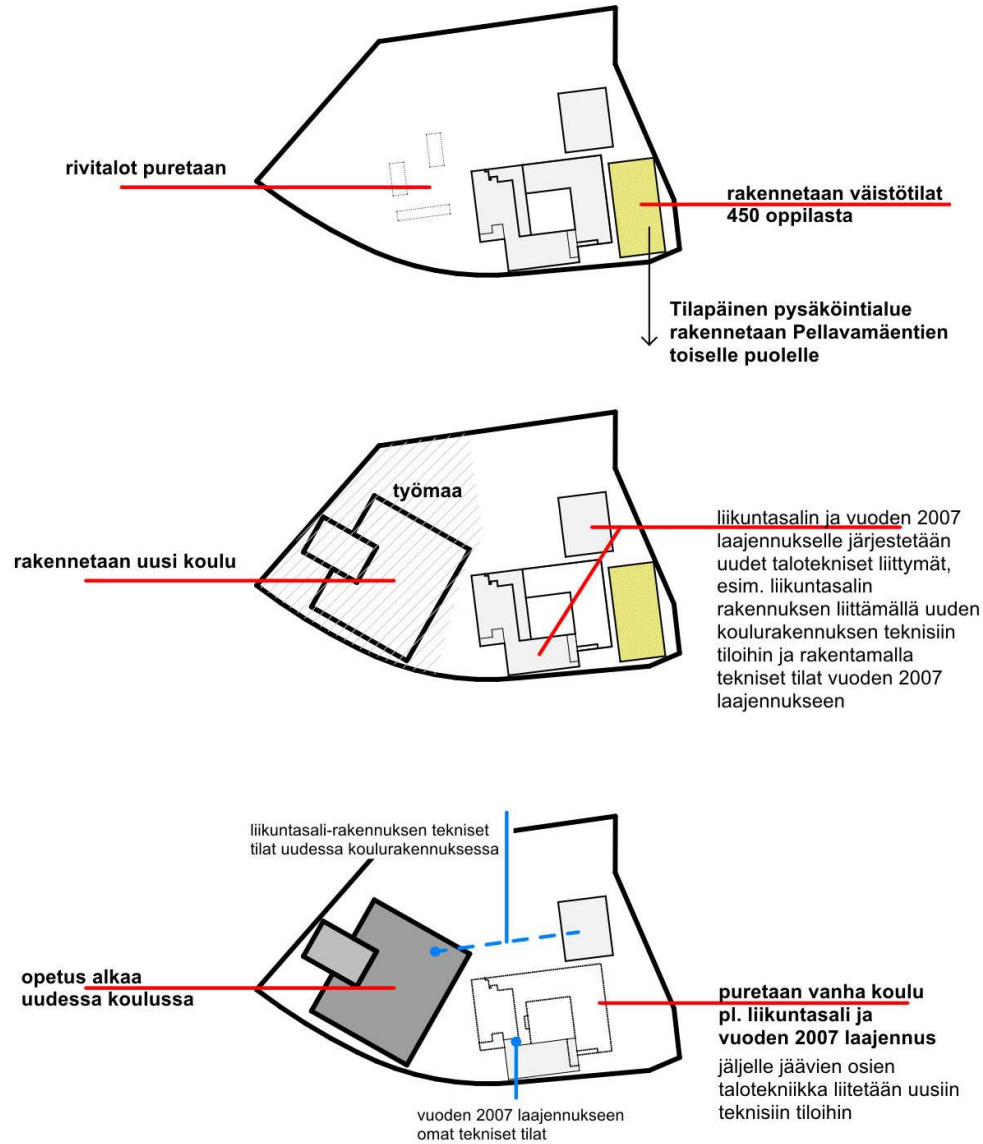 rivitalot puretaan
rakennetaan väistötilat
450 oppilasta
Tilapäinen pysäköintialue
rakennetaan Pellavamäentien
toiselle puolelle
työmaa
rakennetaan uusi koulu
liikuntasalin ja vuoden 2007
laajennukselle järjestetään
uudet talotekniset liittymät,
esim. liikuntasalin
rakennuksen liittämällä uuden
koulurakennuksen teknisiin
tiloihin ja rakentamalla
tekniset tilat vuoden 2007
laajennukseen
liikuntasali-rakennuksen tekniset
tilat uudessa koulurakennuksessa
opetus alkaa
uudessa koulussa
puretaan vanha koulu
pl. liikuntasali ja
vuoden 2007 laajennus
jäljelle jäävien osien
talotekniikka liitetään uusiin
teknisiin tiloihin
vuoden 2007 laajennukseen
omat tekniset tilat